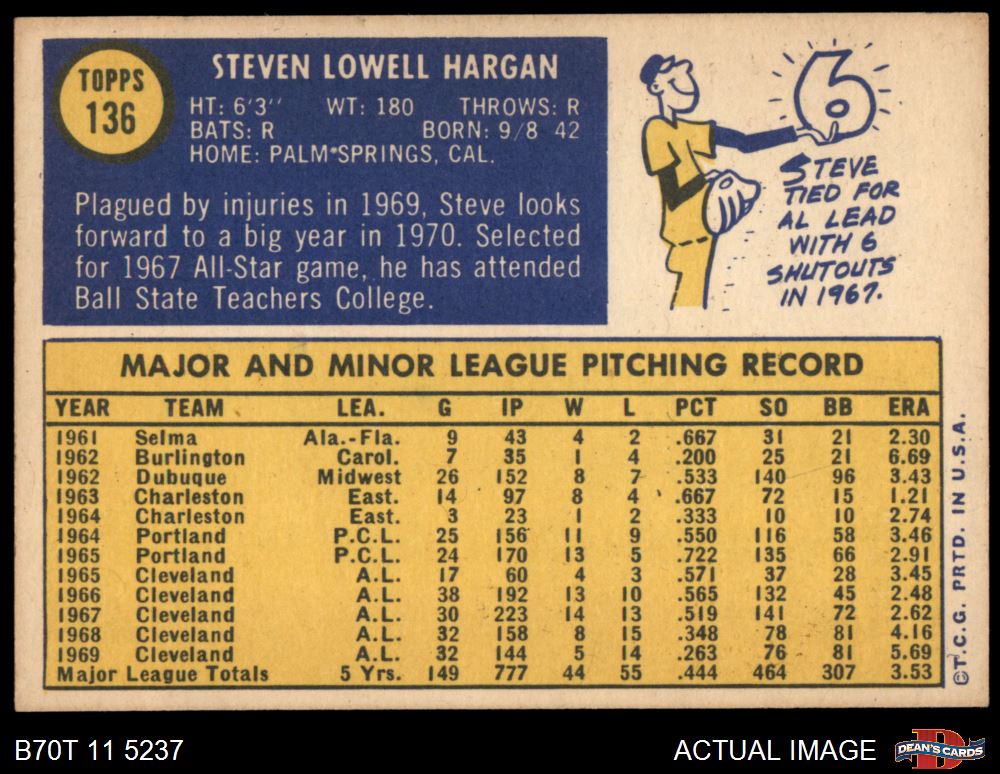 TOPPS
136
STEVEN LOWELL HARGAN
HT: 6'3'' WT: 180 THROWS: R
BATS: R BORN: 9/8 42
HOME: PALM SPRINGS, CAL.
Plagued by injuries in 1969, Steve looks
forward to a big year in 1970. Selected
for 1967 All-Star game, he has attended
Ball State Teachers College.
6
STEVE
TIED FOR
AL LEAD
WITH 6
SHUTOUTS
IN 1967.
MAJOR AND MINOR LEAGUE PITCHING RECORD
YEAR TEAM LEA. G IP W L PCT SO BB ERA
1961 Selma Ala.-Fla. 9 43 4 2 .667 31 21 2.30
1962 Burlington Carol. 7 35 1 4 .200 25 21 6.69
1962 Dubuque Midwest 26 152 8 7 .533 140 96 3.43
1963 Charleston East. 14 97 8 4 .667 72 15 1.21
1964 Charleston East. 3 23 1 2 .333 10 10 2.74
1964 Portland P.C.L. 25 156 11 9 .550 116 58 3.46
1965 Portland P.C.L. 24 170 13 5 .722 135 66 2.91
1965 Cleveland A.L. 17 60 4 3 .571 37 28 3.45
1966 Cleveland A.L. 38 192 13 10 .565 132 45 2.48
1967 Cleveland A.L. 30 223 14 13 .519 141 72 2.62
1968 Cleveland A.L. 32 158 8 15 .348 78 81 4.16
1969 Cleveland A.L. 32 144 5 14 .263 76 81 5.69
Major League Totals 5 Yrs. 149 777 44 55 .444 464 307 3.53
©T.C.G. PRTD. IN U.S.A.
B70T 11 5237
ACTUAL IMAGE
D
DEAN'S CARDS